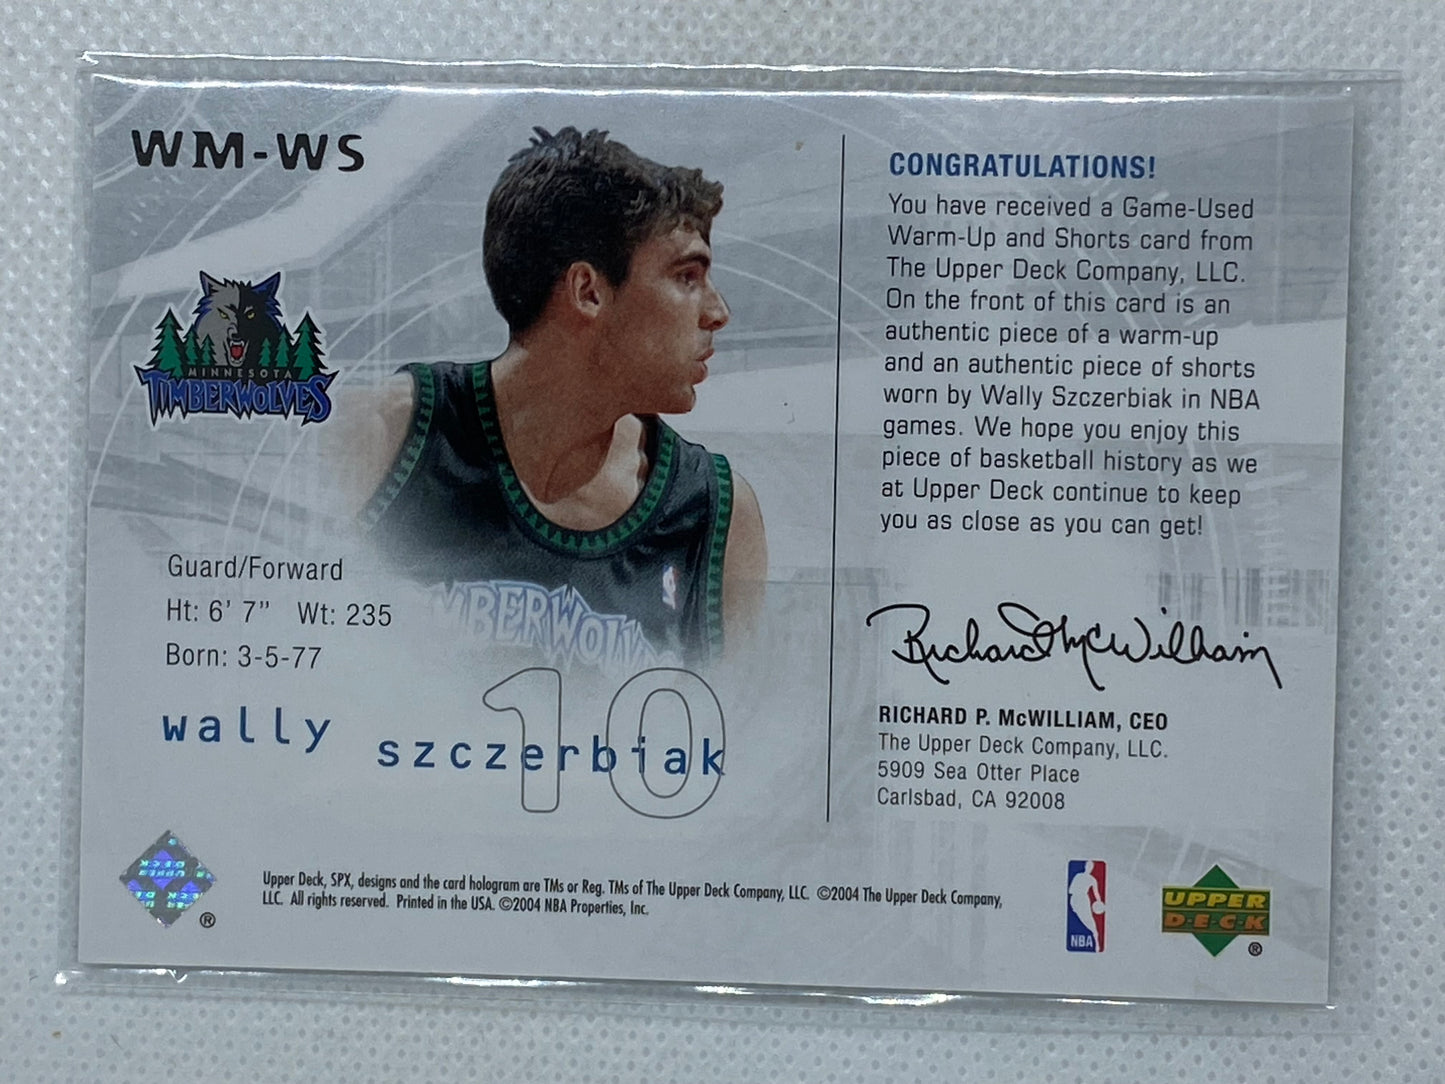 WM-WS
MINNESOTA
TIMBERWOLVES
Guard/Forward
Ht: 6' 7" Wt: 235
Born: 3-5-77
wally szczerbiak
10
CONGRATULATIONS!
You have received a Game-Used
Warm-Up and Shorts card from
The Upper Deck Company, LLC.
On the front of this card is an
authentic piece of a warm-up
and an authentic piece of shorts
worn by Wally Szczerbiak in NBA
games. We hope you enjoy this
piece of basketball history as we
at Upper Deck continue to keep
you as close as you can get!
Richard McWilliam
RICHARD P. McWILLIAM, CEO
The Upper Deck Company, LLC.
5909 Sea Otter Place
Carlsbad, CA 92008
®
Upper Deck, SPX, designs and the card hologram are TMs or Reg. TMs of The Upper Deck Company, LLC. ©2004 The Upper Deck Company,
LLC. All rights reserved. Printed in the USA. ©2004 NBA Properties, Inc.
NBA
UPPER
D·E·C·K
®